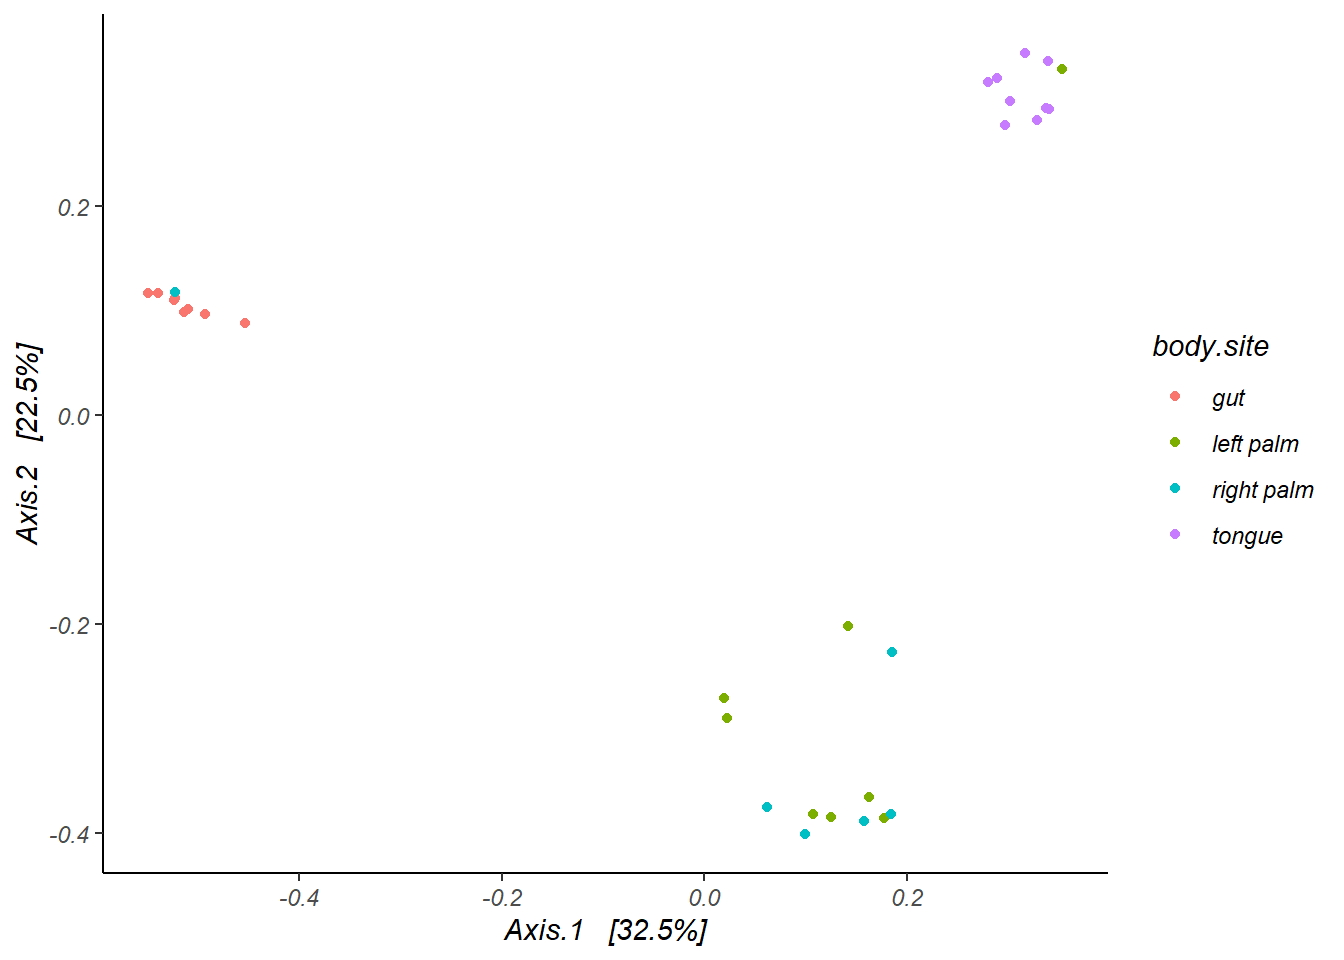 0.2
0.0
-0.2
-0.4
Axis.2 [22.5%]
-0.4 -0.2 0.0 0.2
Axis.1 [32.5%]
body.site
gut
left palm
right palm
tongue